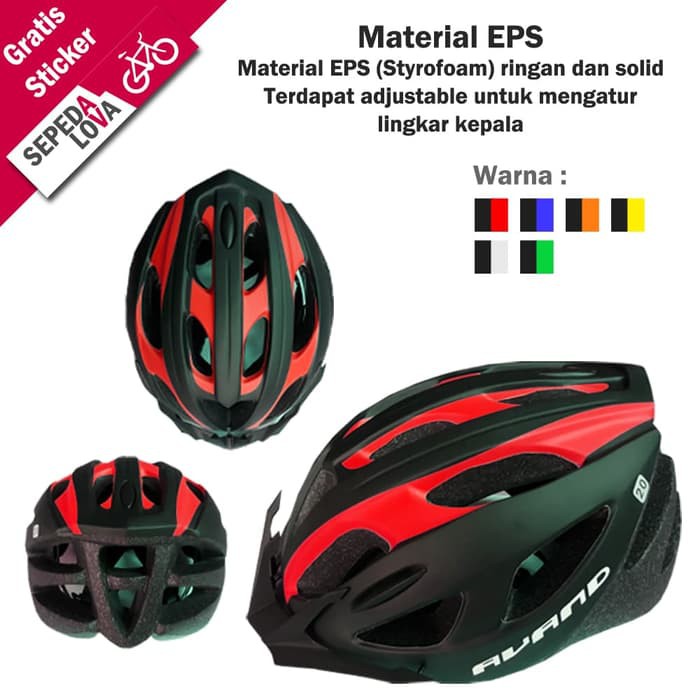 Gratis
Sticker
SEPEDA
LOVA
Material EPS
Material EPS (Styrofoam) ringan dan solid
Terdapat adjustable untuk mengatur
lingkar kepala
Warna :
20
AVAND